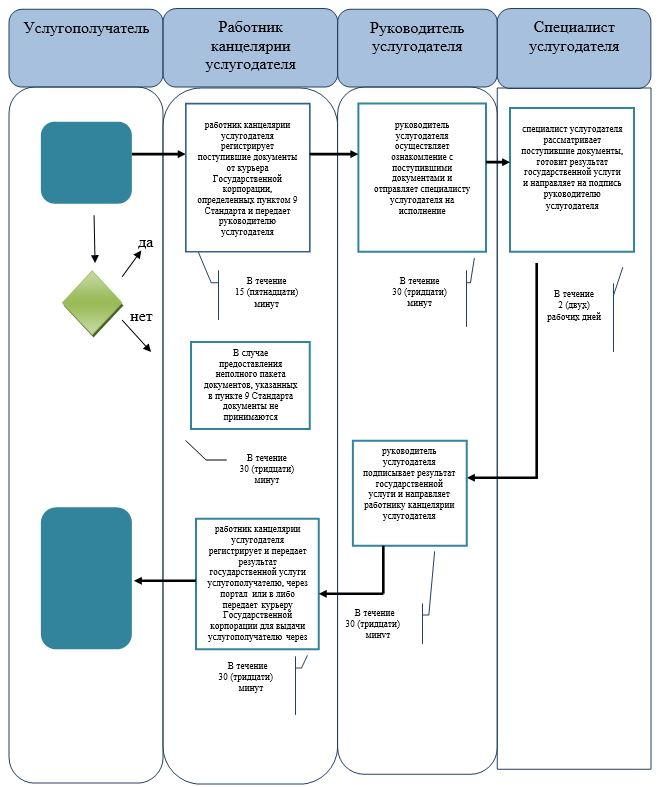 Услугополучатель
Работник
канцелярии
услугодателя
Руководитель
услугодателя
Специалист
услугодателя
работник канцелярии
услугодателя
регистрирует
поступившие документы
от курьера
Государственной
корпорации,
определенных пунктом 9
Стандарта и передает
руководителю
услугодателя
руководитель
услугодателя
осуществляет
ознакомление с
поступившими
документами и
отправляет специалисту
услугодателя на
исполнение
специалист услугодателя
рассматривает
поступившие документы,
готовит результат
государственной услуги
и направляет на подпись
руководителю
услугодателя
да
нет
В течение
15 (пятнадцати)
минут
В течение
30 (тридцати)
минут
В течение
2 (двух)
рабочих дней
В случае
предоставления
неполного пакета
документов, указанных
в пункте 9 Стандарта
документы не
принимаются
В течение
30 (тридцати)
минут
руководитель
услугодателя
подписывает результат
государственной
услуги и направляет
работнику канцелярии
услугодателя
работник канцелярии
услугодателя
регистрирует и передает
результат
государственной услуги
услугополучателю, через
портал или в либо
передает курьеру
Государственной
корпорации для выдачи
услугополучателю через
В течение
30 (тридцати)
минут
В течение
30 (тридцати)
минут